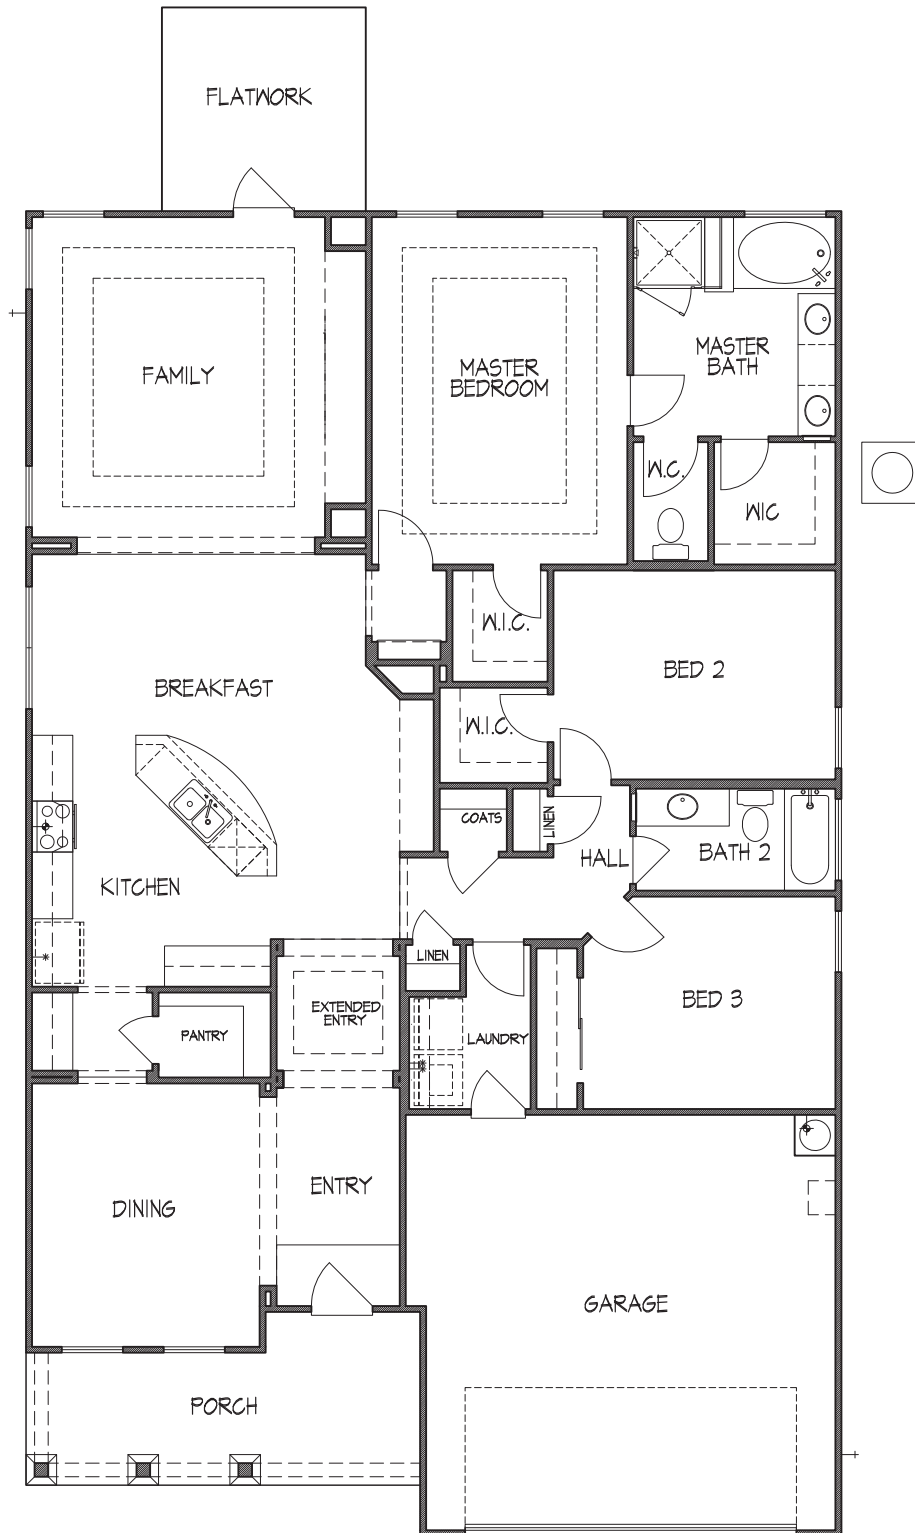 FLATWORK
FAMILY
MASTER
BEDROOM
MASTER
BATH
W.C.
WIC
W.I.C.
BED 2
BREAKFAST
W.I.C.
COATS
LINEN
HALL
BATH 2
KITCHEN
LINEN
BED 3
EXTENDED
ENTRY
PANTRY
LAUNDRY
ENTRY
DINING
GARAGE
PORCH